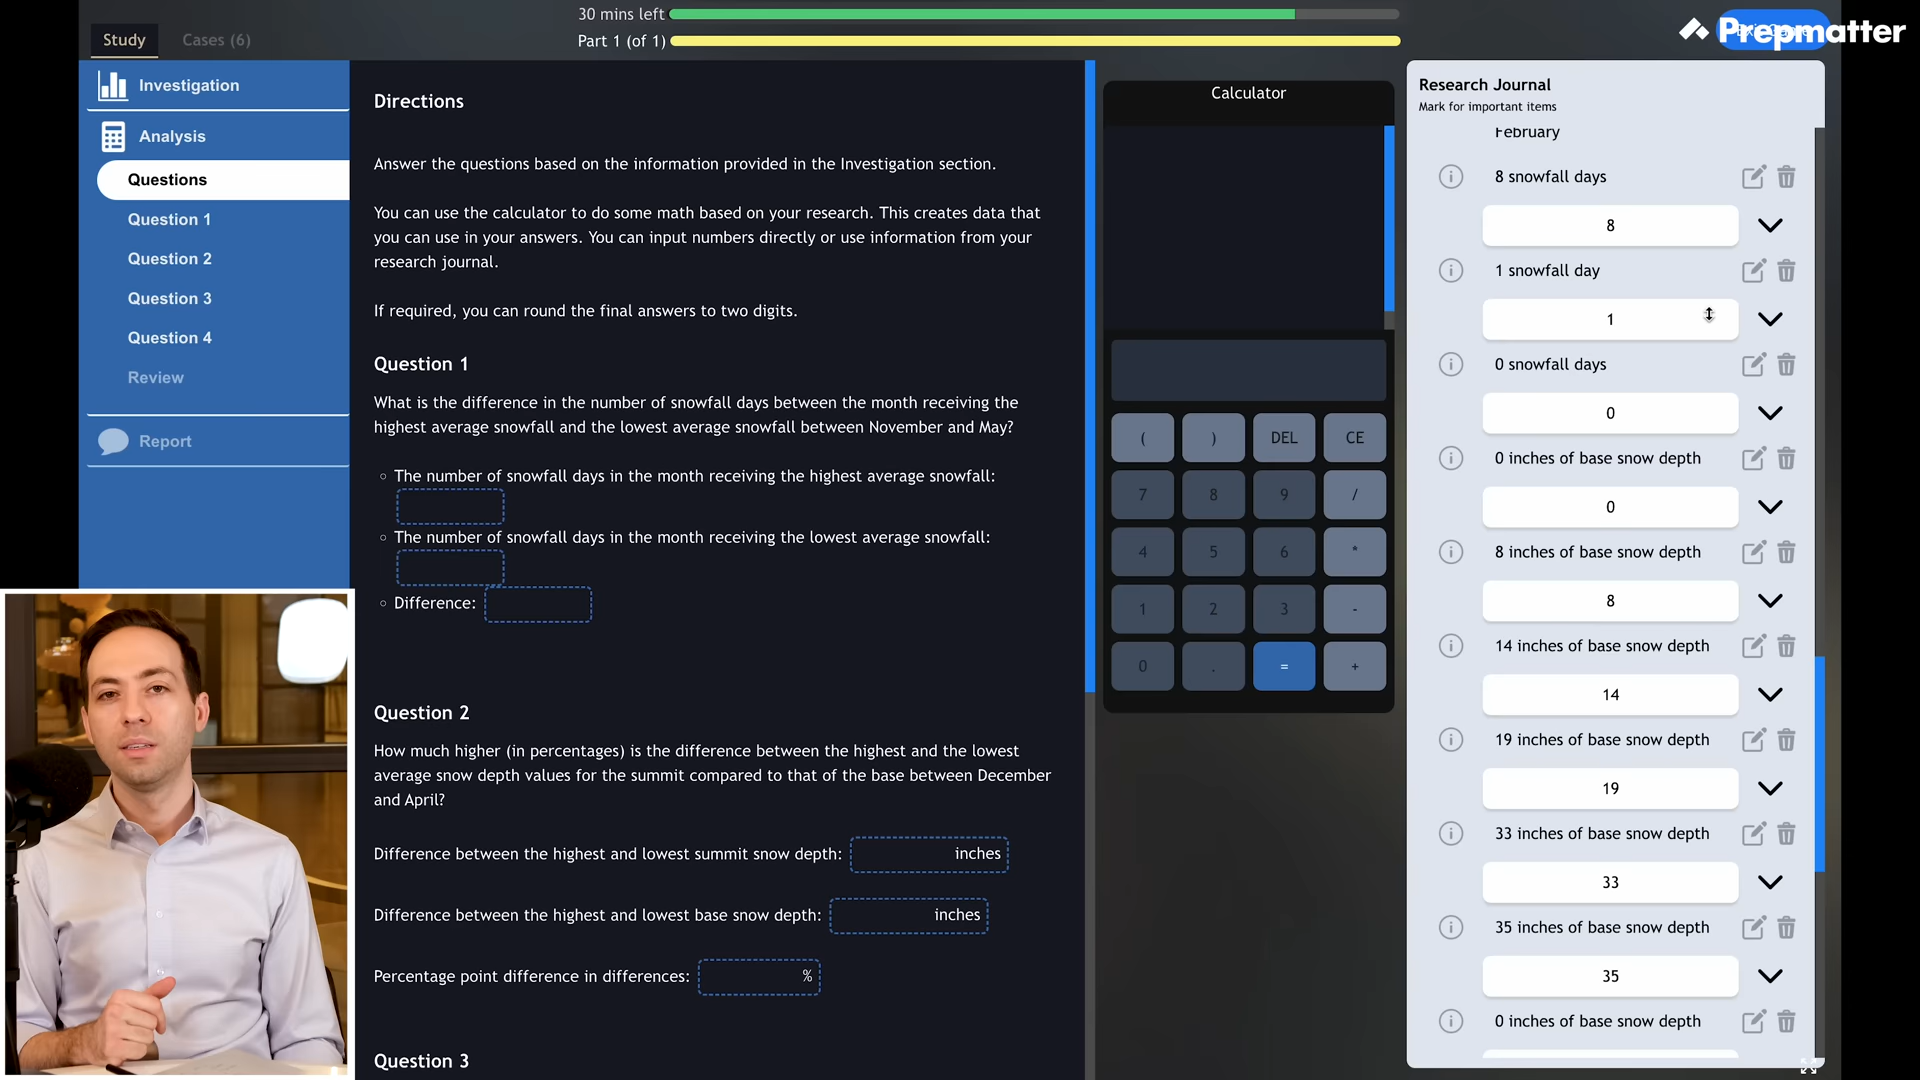 30 mins left
Part 1 (of 1)
Prepmatter
Study
Cases (6)
Investigation
Analysis
Questions
Question 1
Question 2
Question 3
Question 4
Review
Report
Directions
Answer the questions based on the information provided in the Investigation section.
You can use the calculator to do some math based on your research. This creates data that
you can use in your answers. You can input numbers directly or use information from your
research journal.
If required, you can round the final answers to two digits.
Question 1
What is the difference in the number of snowfall days between the month receiving the
highest average snowfall and the lowest average snowfall between November and May?
The number of snowfall days in the month receiving the highest average snowfall:
The number of snowfall days in the month receiving the lowest average snowfall:
Difference:
Question 2
How much higher (in percentages) is the difference between the highest and the lowest
average snow depth values for the summit compared to that of the base between December
and April?
Difference between the highest and lowest summit snow depth: inches
Difference between the highest and lowest base snow depth: inches
Percentage point difference in differences: %
Question 3
Calculator
( ) DEL CE
7 8 9 /
4 5 6 *
1 2 3 -
0 . = +
Research Journal
Mark for important items
February
8 snowfall days
8
1 snowfall day
1
0 snowfall days
0
0 inches of base snow depth
0
8 inches of base snow depth
8
14 inches of base snow depth
14
19 inches of base snow depth
19
33 inches of base snow depth
33
35 inches of base snow depth
35
0 inches of base snow depth